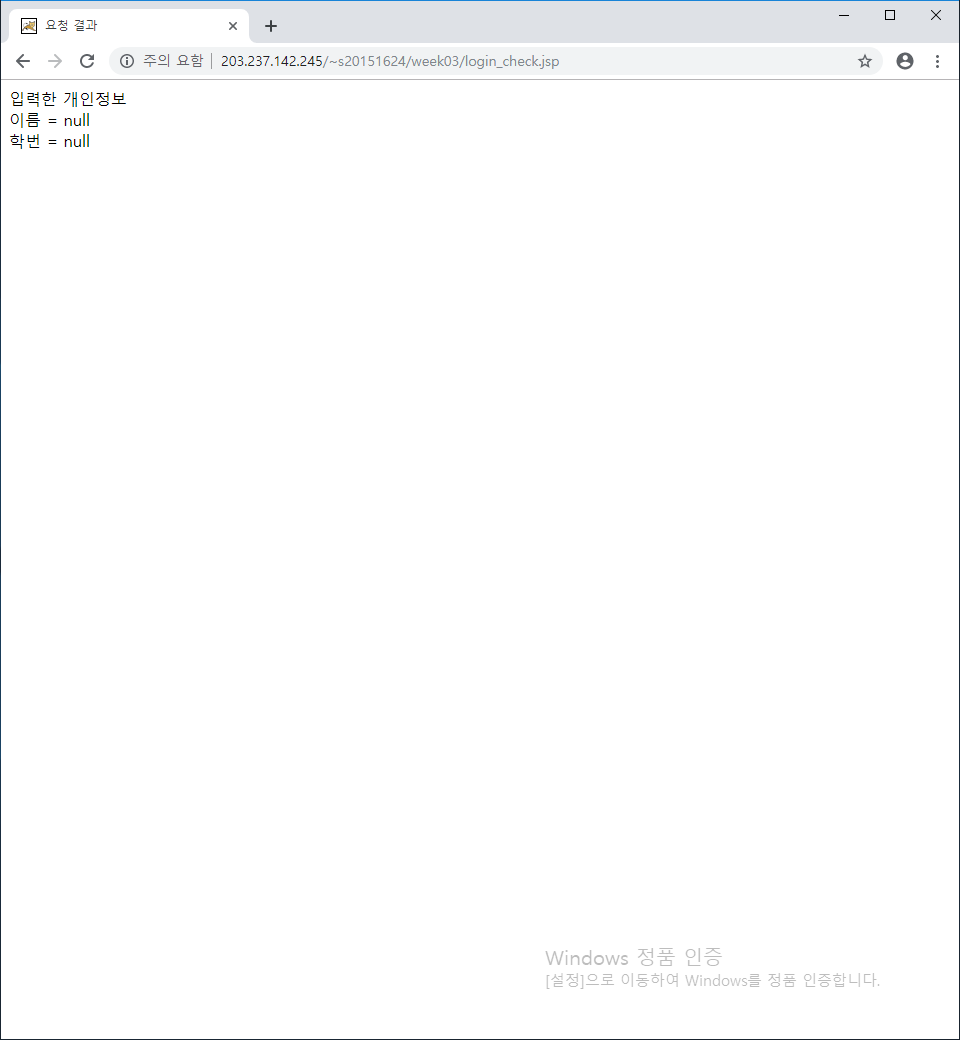 요청 결과
주의 요함 | 203.237.142.245/~s20151624/week03/login_check.jsp
입력한 개인정보
이름 = null
학번 = null
Windows 정품 인증
[설정]으로 이동하여 Windows를 정품 인증합니다.